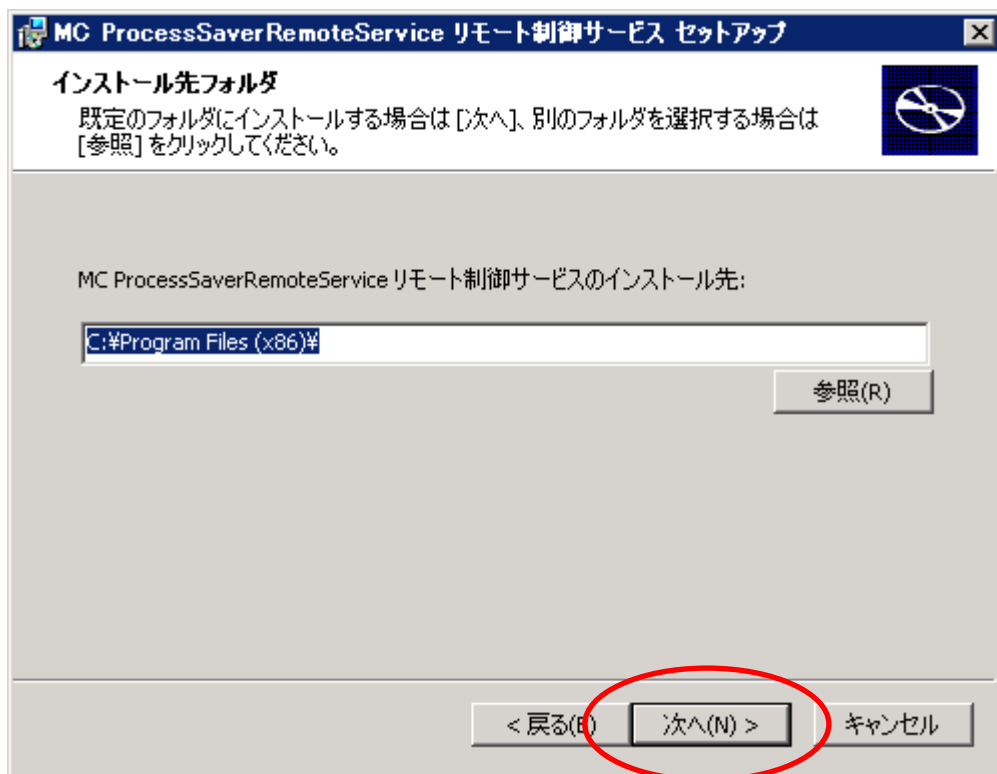 MC ProcessSaverRemoteService リモート制御サービス セットアップ
インストール先フォルダ
既定のフォルダにインストールする場合は [次へ]、別のフォルダを選択する場合は
[参照] をクリックしてください。
MC ProcessSaverRemoteService リモート制御サービスのインストール先:
C:¥Program Files (x86)¥
参照(R)
< 戻る(B)
次へ(N) >
キャンセル